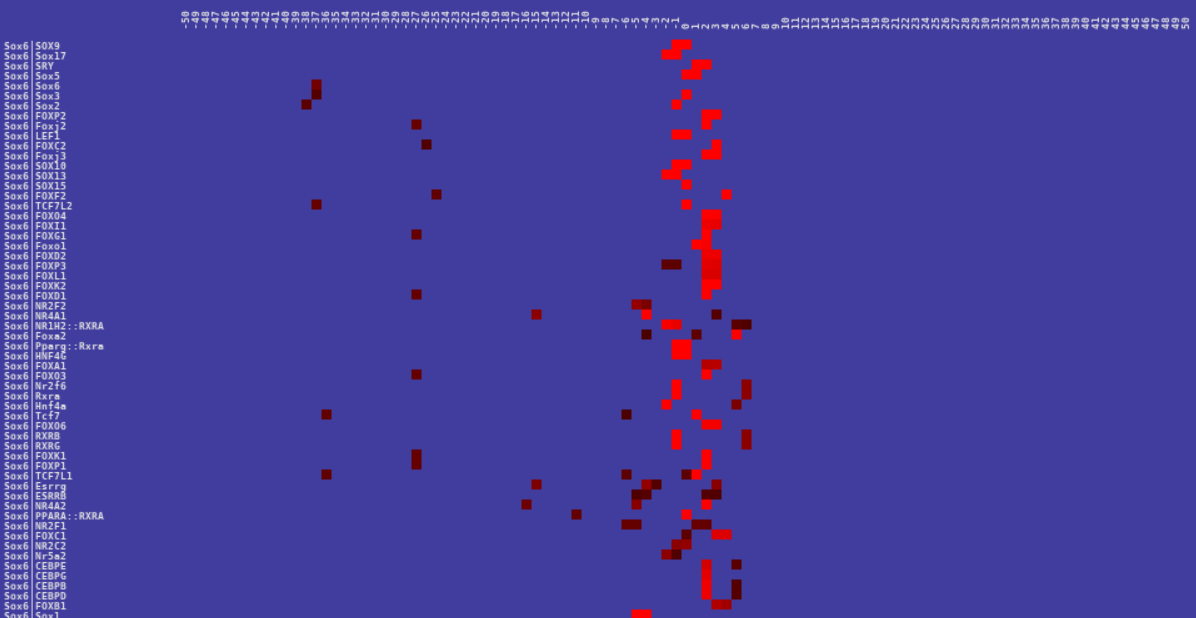 -50 -49 -48 -47 -46 -45 -44 -43 -42 -41 -40 -39 -38 -37 -36 -35 -34 -33 -32 -31 -30 -29 -28 -27 -26 -25 -24 -23 -22 -21 -20 -19 -18 -17 -16 -15 -14 -13 -12 -11 -10 -9 -8 -7 -6 -5 -4 -3 -2 -1 0 1 2 3 4 5 6 7 8 9 10 11 12 13 14 15 16 17 18 19 20 21 22 23 24 25 26 27 28 29 30 31 32 33 34 35 36 37 38 39 40 41 42 43 44 45 46 47 48 49 50
Sox6|SOX9
Sox6|Sox17
Sox6|SRY
Sox6|Sox5
Sox6|Sox6
Sox6|Sox3
Sox6|Sox2
Sox6|FOXP2
Sox6|Foxj2
Sox6|LEF1
Sox6|FOXC2
Sox6|Foxj3
Sox6|SOX10
Sox6|SOX13
Sox6|SOX15
Sox6|FOXF2
Sox6|TCF7L2
Sox6|FOXO4
Sox6|FOXI1
Sox6|FOXG1
Sox6|Foxo1
Sox6|FOXD2
Sox6|FOXP3
Sox6|FOXL1
Sox6|FOXK2
Sox6|FOXD1
Sox6|NR2F2
Sox6|NR4A1
Sox6|NR1H2::RXRA
Sox6|Foxa2
Sox6|Pparg::Rxra
Sox6|HNF4G
Sox6|FOXA1
Sox6|FOXO3
Sox6|Nr2f6
Sox6|Rxra
Sox6|Hnf4a
Sox6|Tcf7
Sox6|FOXO6
Sox6|RXRB
Sox6|RXRG
Sox6|FOXK1
Sox6|FOXP1
Sox6|TCF7L1
Sox6|Esrrg
Sox6|ESRRB
Sox6|NR4A2
Sox6|PPARA::RXRA
Sox6|NR2F1
Sox6|FOXC1
Sox6|NR2C2
Sox6|Nr5a2
Sox6|CEBPE
Sox6|CEBPG
Sox6|CEBPB
Sox6|CEBPD
Sox6|FOXB1
Sox6|Sox1